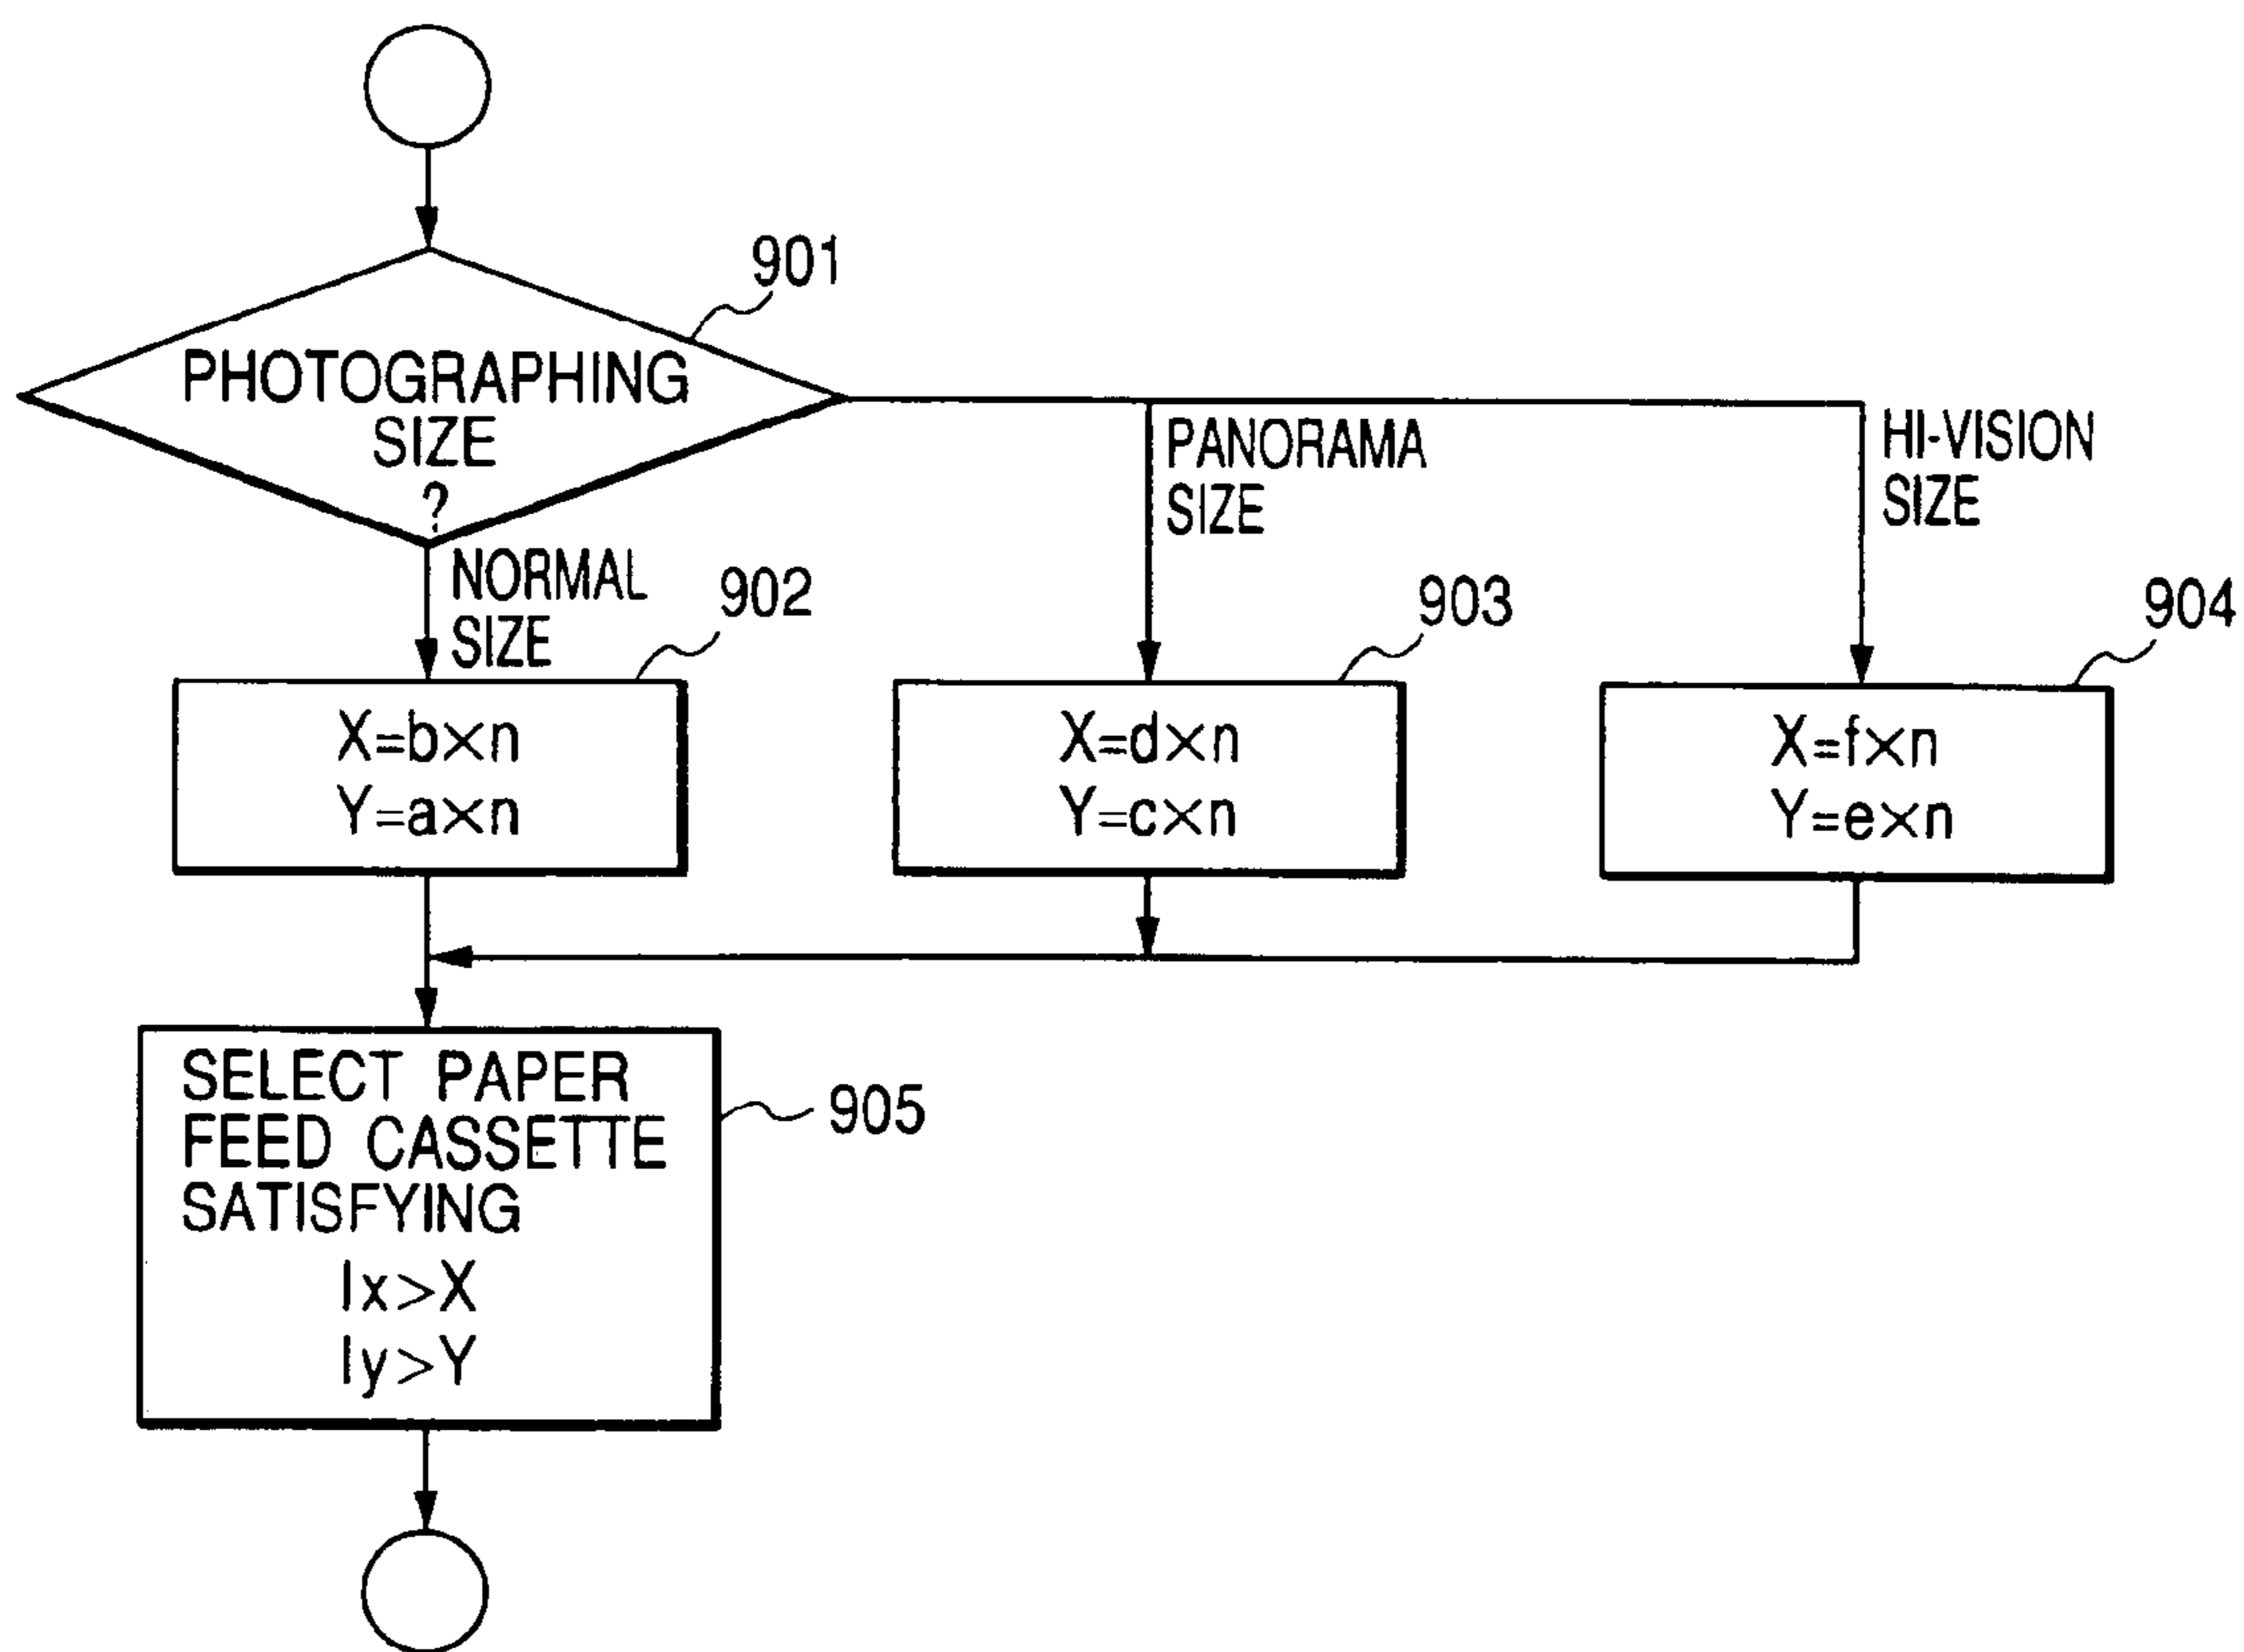 901
PHOTOGRAPHING
SIZE
?
NORMAL
SIZE
PANORAMA
SIZE
HI-VISION
SIZE
902
X=b×n
Y=a×n
903
X=d×n
Y=c×n
904
X=f×n
Y=e×n
SELECT PAPER
FEED CASSETTE
SATISFYING
lx>X
ly>Y
905